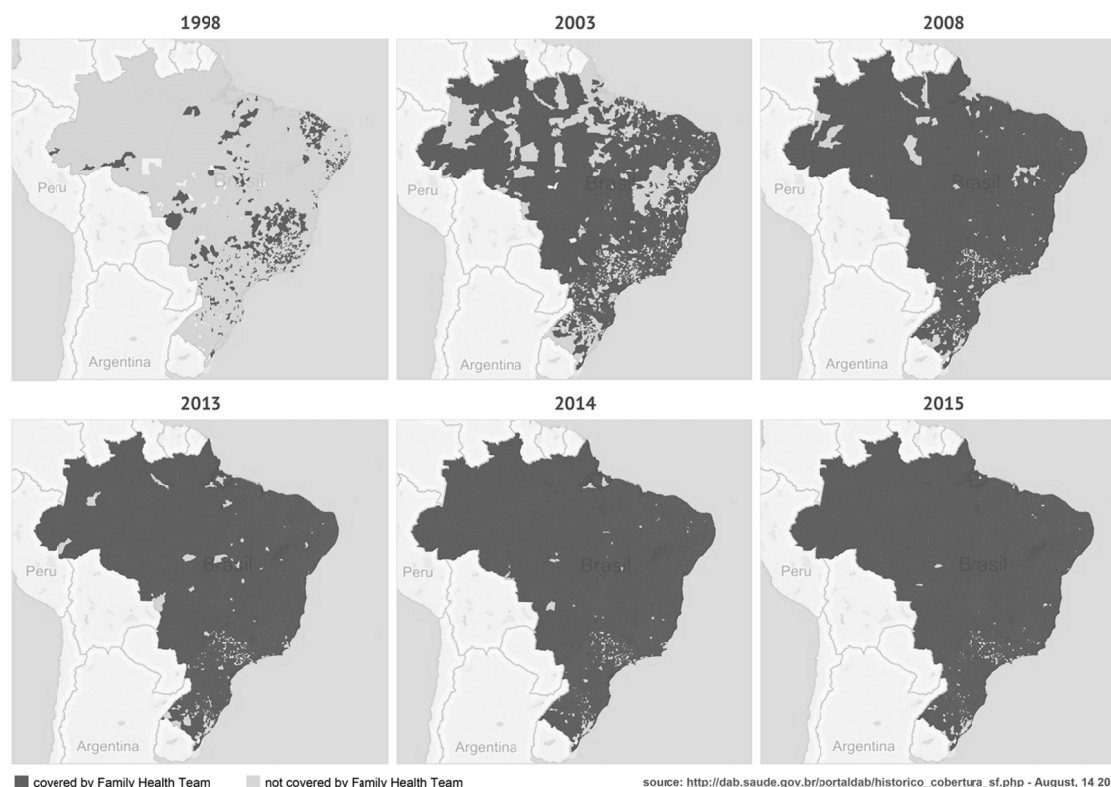 1998 2003 2008
Peru Brasil Argentina
Peru Brasil Argentina
Peru Brasil Argentina
2013 2014 2015
Peru Brasil Argentina
Peru Brasil Argentina
Peru Brasil Argentina
covered by Family Health Team not covered by Family Health Team source: http://dab.saude.gov.br/portaldab/historico_cobertura_sf.php - August, 14 20